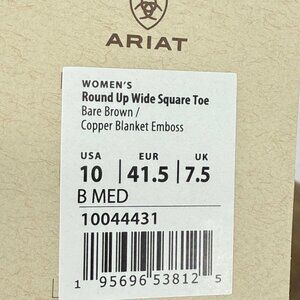 ARIAT
WOMEN'S
Round Up Wide Square Toe
Bare Brown /
Copper Blanket Emboss
USA EUR UK
10 | 41.5 | 7.5
B MED
10044431
1 95696 53812 5